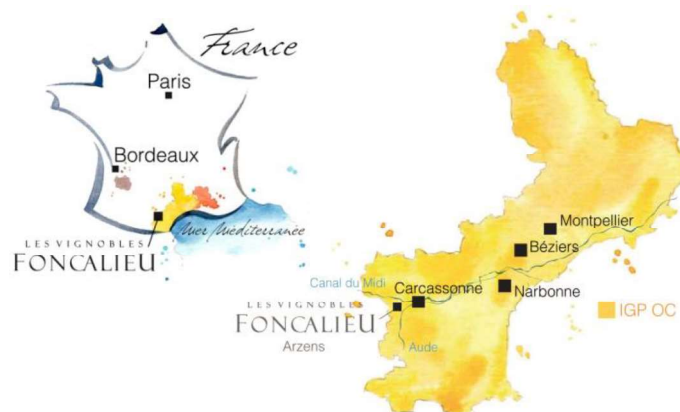 France
Paris
Bordeaux
Mer Méditerranée
LES VIGNOBLES
FONCALIEU
Montpellier
Béziers
Canal du Midi
Carcassonne
Narbonne
LES VIGNOBLES
FONCALIEU
Arzens
Aude
IGP OC